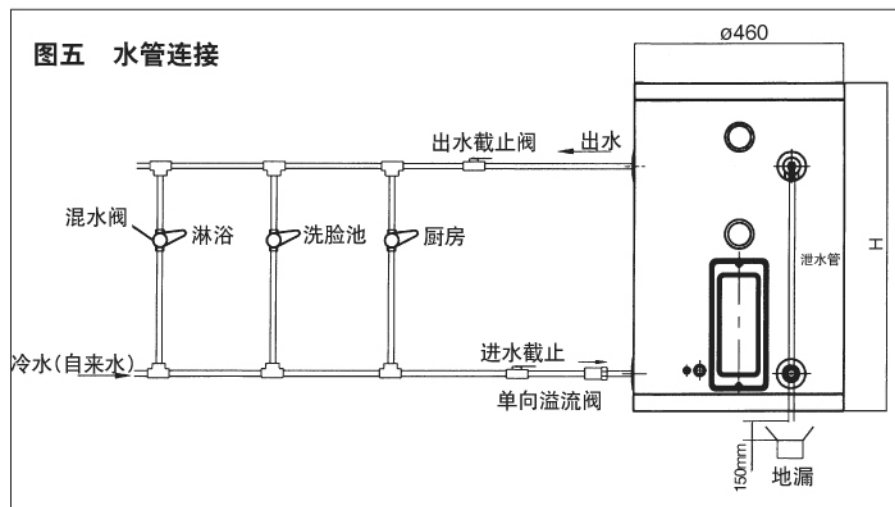 图五 水管连接
ø460
出水截止阀
出水
混水阀
淋浴
洗脸池
厨房
泄水管
H
冷水(自来水)
进水截止
单向溢流阀
150mm
地漏